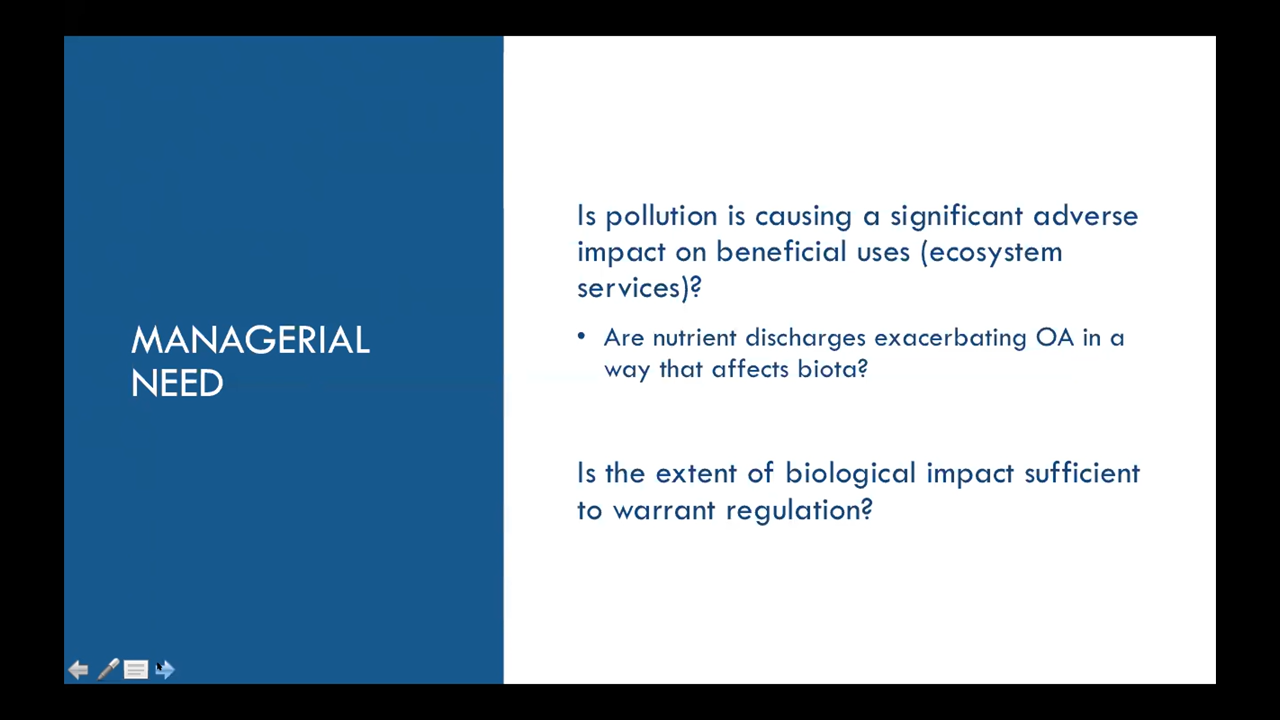 MANAGERIAL
NEED
Is pollution is causing a significant adverse
impact on beneficial uses (ecosystem
services)?
• Are nutrient discharges exacerbating OA in a
way that affects biota?
Is the extent of biological impact sufficient
to warrant regulation?